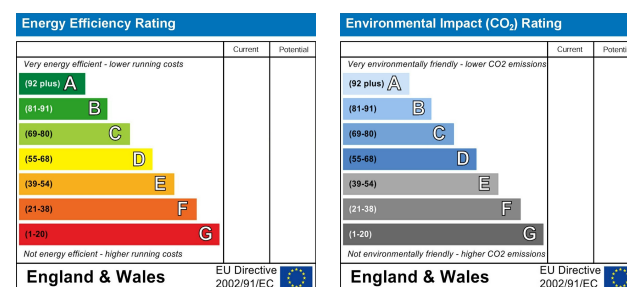 Energy Efficiency Rating
Current Potential
Very energy efficient - lower running costs
(92 plus) A
(81-91) B
(69-80) C
(55-68) D
(39-54) E
(21-38) F
(1-20) G
Not energy efficient - higher running costs
England & Wales
EU Directive
2002/91/EC
Environmental Impact (CO₂) Rating
Current Potenti
Very environmentally friendly - lower CO2 emissions
(92 plus) A
(81-91) B
(69-80) C
(55-68) D
(39-54) E
(21-38) F
(1-20) G
Not environmentally friendly - higher CO2 emissions
England & Wales
EU Directive
2002/91/EC